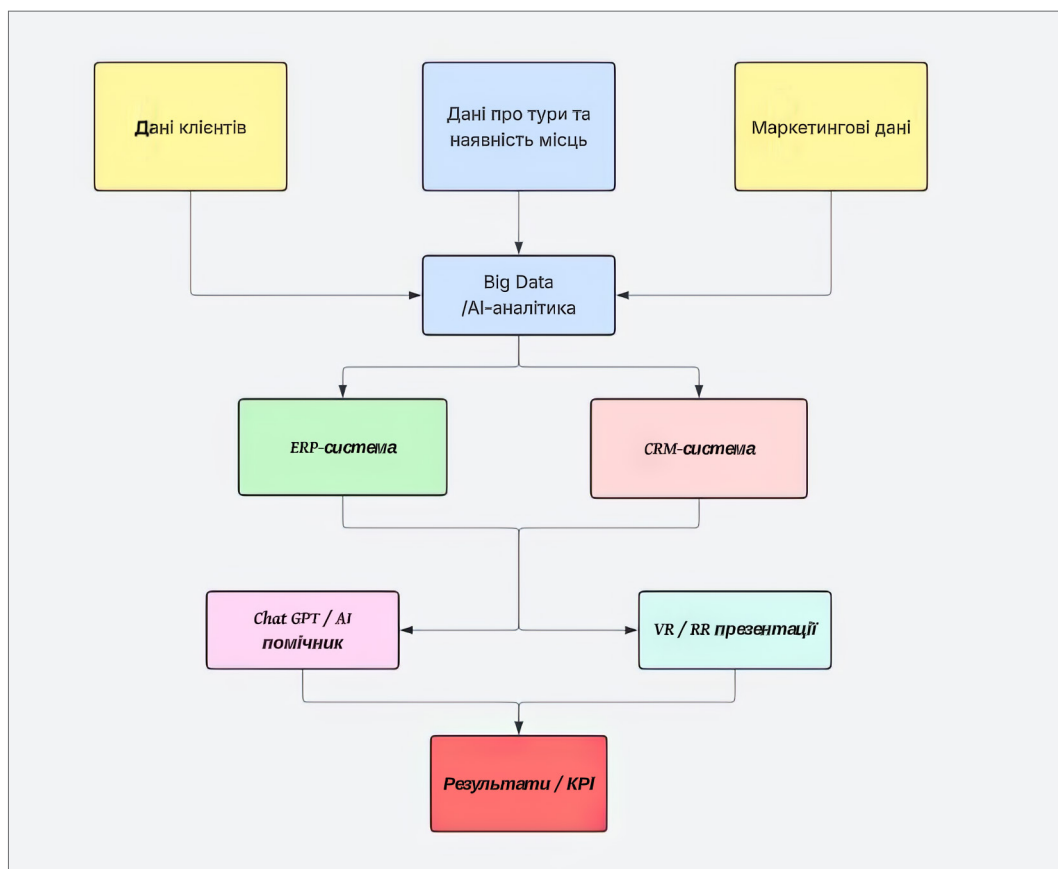 Дані клієнтів
Дані про тури та
наявність місць
Маркетингові дані
Big Data
/AI-аналітика
ERP-система
CRM-система
Chat GPT / AI
помічник
VR / RR презентації
Результати / KPI